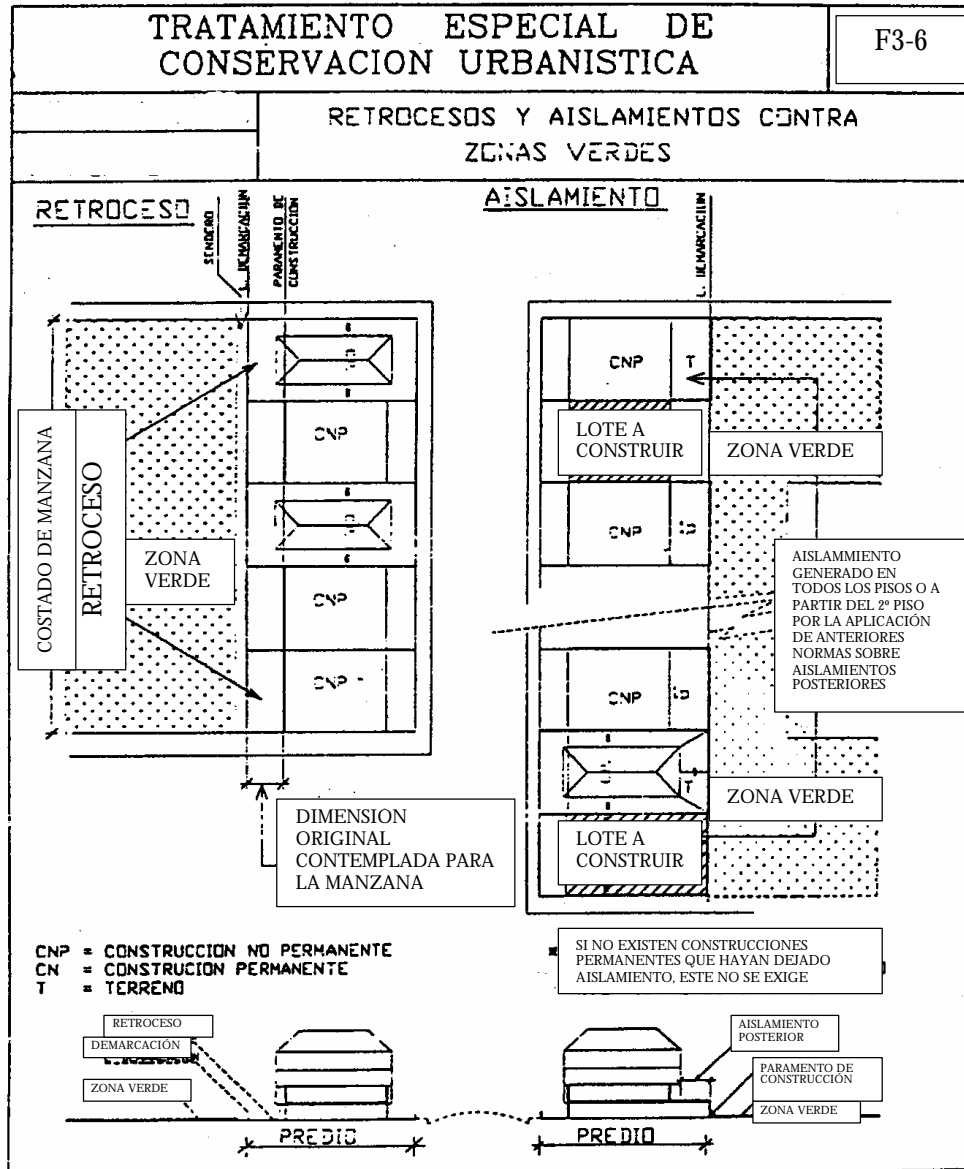 TRATAMIENTO ESPECIAL DE
CONSERVACION URBANISTICA
F3-6
RETROCESOS Y AISLAMIENTOS CONTRA
ZONAS VERDES
RETROCESO
SENDERO
L. DEMARCACION
PARAMENTO DE
CONSTRUCCION
COSTADO DE MANZANA
RETROCESO
ZONA
VERDE
CNP
CNP
CNP
DIMENSION
ORIGINAL
CONTEMPLADA PARA
LA MANZANA
AISLAMIENTO
L. DEMARCACION
CNP
T
LOTE A
CONSTRUIR
ZONA VERDE
CNP
AISLAMMIENTO
GENERADO EN
TODOS LOS PISOS O A
PARTIR DEL 2º PISO
POR LA APLICACIÓN
DE ANTERIORES
NORMAS SOBRE
AISLAMIENTOS
POSTERIORES
CNP
T
ZONA VERDE
LOTE A
CONSTRUIR
CNP = CONSTRUCCION NO PERMANENTE
CN = CONSTRUCION PERMANENTE
T = TERRENO
SI NO EXISTEN CONSTRUCCIONES
PERMANENTES QUE HAYAN DEJADO
AISLAMIENTO, ESTE NO SE EXIGE
RETROCESO
DEMARCACIÓN
ZONA VERDE
PREDIO
AISLAMIENTO
POSTERIOR
PARAMENTO DE
CONSTRUCCIÓN
ZONA VERDE
PREDIO